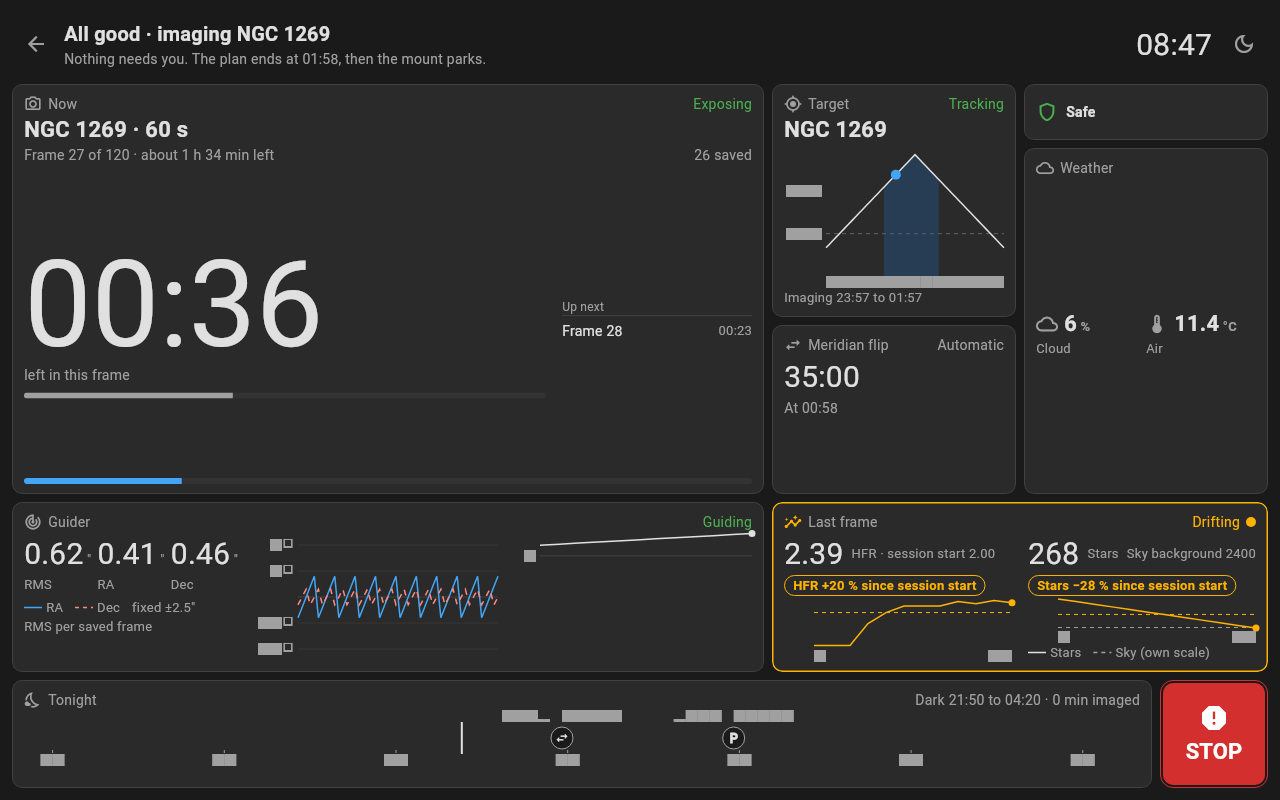 All good · imaging NGC 1269
Nothing needs you. The plan ends at 01:58, then the mount parks.
08:47
Now
Exposing
NGC 1269 · 60 s
Frame 27 of 120 · about 1 h 34 min left
26 saved
00:36
left in this frame
Up next
Frame 28
00:23
Target
Tracking
NGC 1269
Imaging 23:57 to 01:57
Meridian flip
Automatic
35:00
At 00:58
Safe
Weather
6 %
Cloud
11.4 °C
Air
Guider
Guiding
0.62" 0.41" 0.46"
RMS RA Dec
RA Dec fixed ±2.5"
RMS per saved frame
Last frame
Drifting
2.39 HFR · session start 2.00
HFR +20 % since session start
268 Stars Sky background 2400
Stars −28 % since session start
Stars Sky (own scale)
Tonight
Dark 21:50 to 04:20 · 0 min imaged
P
STOP